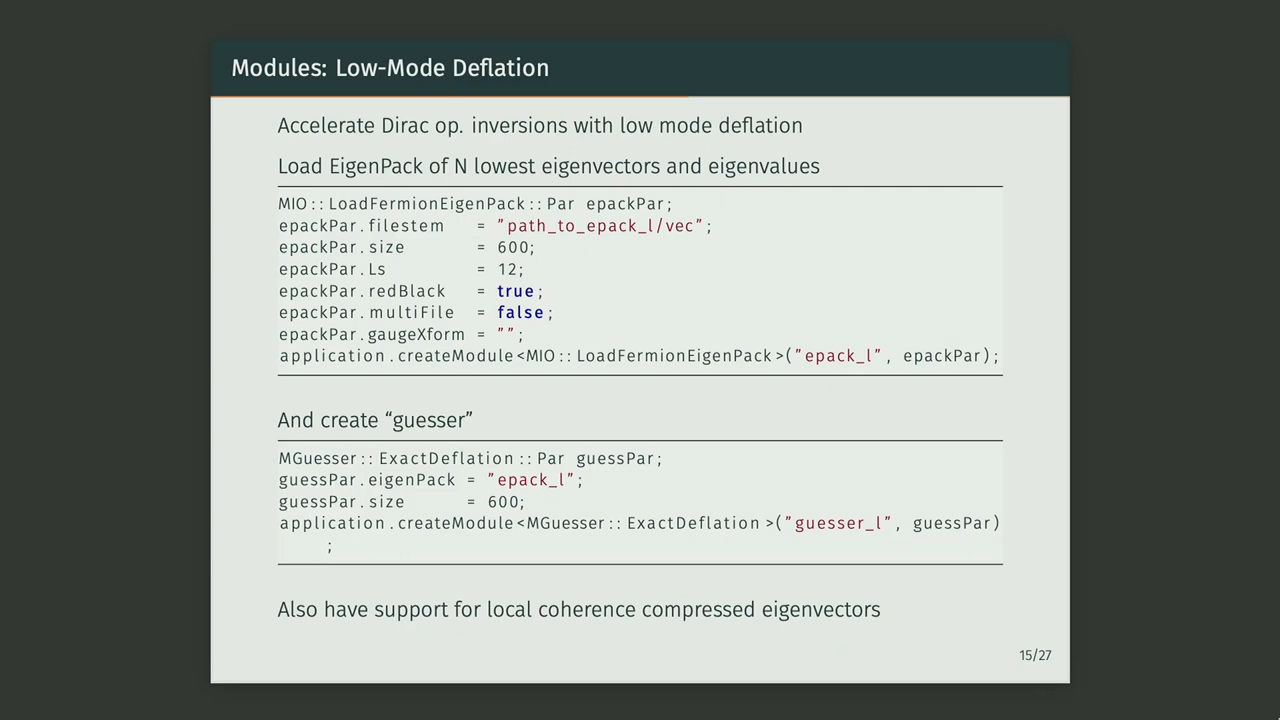 Modules: Low-Mode Deflation
Accelerate Dirac op. inversions with low mode deflation
Load EigenPack of N lowest eigenvectors and eigenvalues
MIO::LoadFermionEigenPack::Par epackPar;
epackPar.filestem = "path_to_epack_l/vec";
epackPar.size = 600;
epackPar.Ls = 12;
epackPar.redBlack = true;
epackPar.multiFile = false;
epackPar.gaugeXform = "";
application.createModule<MIO::LoadFermionEigenPack>("epack_l", epackPar);
And create “guesser”
MGuesser::ExactDeflation::Par guessPar;
guessPar.eigenPack = "epack_l";
guessPar.size = 600;
application.createModule<MGuesser::ExactDeflation>("guesser_l", guessPar)
;
Also have support for local coherence compressed eigenvectors
15/27